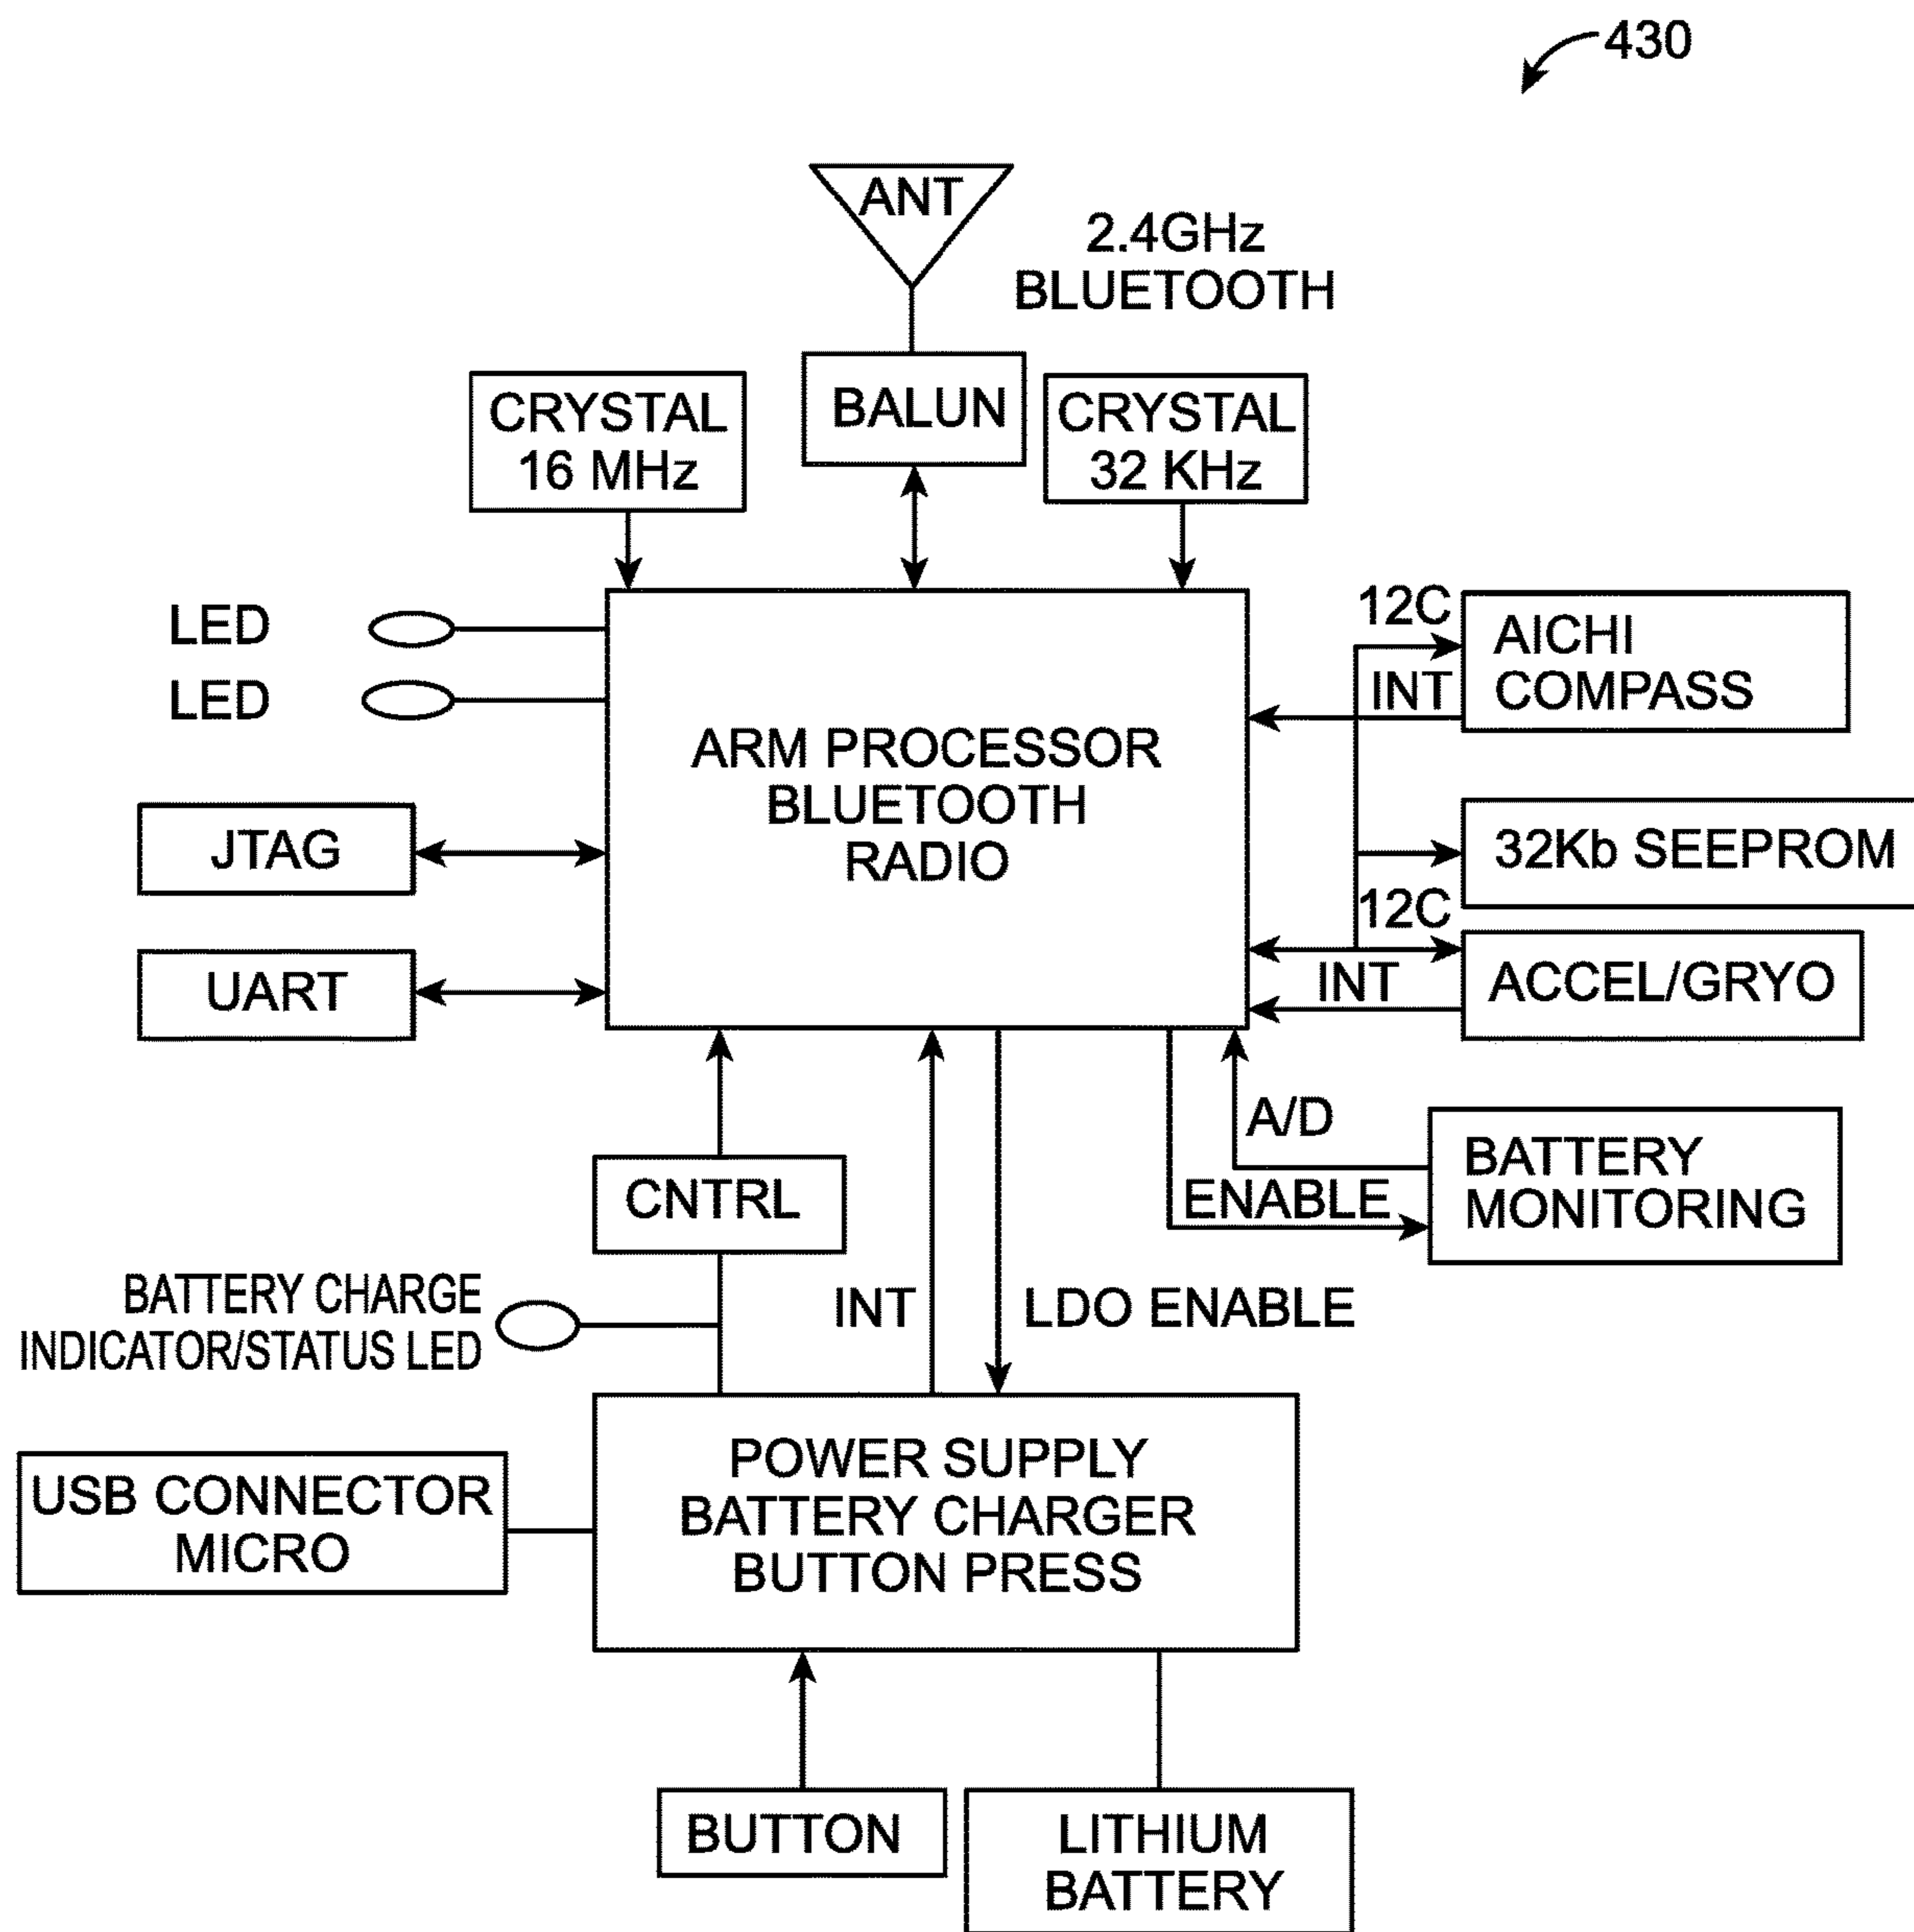 430
ANT
2.4GHz
BLUETOOTH
CRYSTAL
16 MHz
BALUN
CRYSTAL
32 KHz
LED
LED
12C
AICHI
COMPASS
INT
ARM PROCESSOR
BLUETOOTH
RADIO
JTAG
32Kb SEEPROM
12C
UART
INT
ACCEL/GRYO
A/D
BATTERY
MONITORING
ENABLE
CNTRL
BATTERY CHARGE
INDICATOR/STATUS LED
INT
LDO ENABLE
USB CONNECTOR
MICRO
POWER SUPPLY
BATTERY CHARGER
BUTTON PRESS
BUTTON
LITHIUM
BATTERY